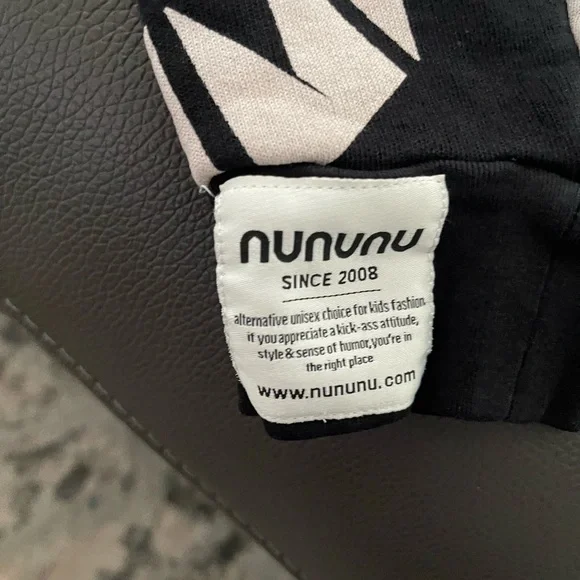 nununu
SINCE 2008
alternative unisex choice for kids fashion.
if you appreciate a kick-ass attitude,
style & sense of humor, you're in
the right place
www.nununu.com